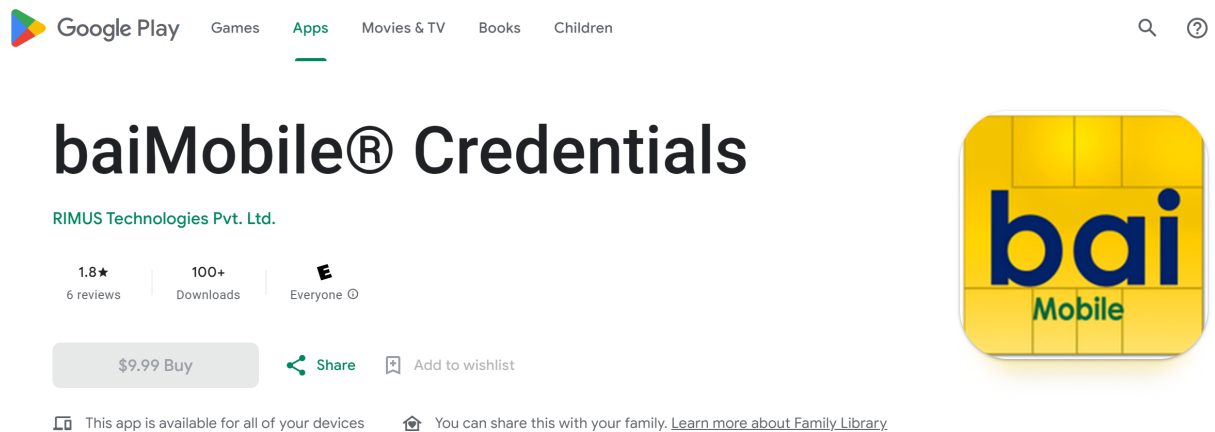 Google Play Games Apps Movies & TV Books Children
baiMobile® Credentials
RIMUS Technologies Pvt. Ltd.
1.8★ 100+ E
6 reviews Downloads Everyone
$9.99 Buy Share Add to wishlist
This app is available for all of your devices You can share this with your family. Learn more about Family Library
bai
Mobile